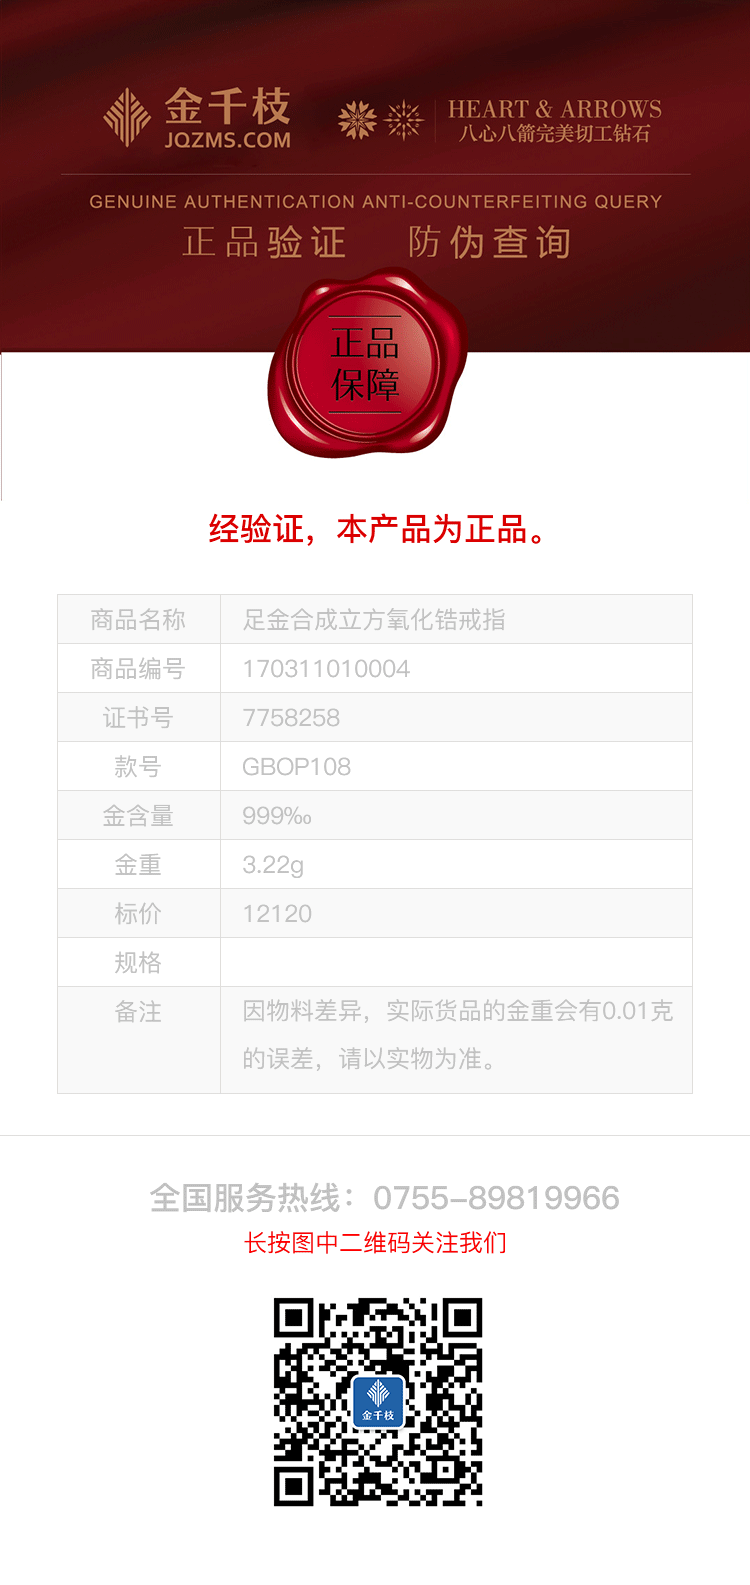 金千枝
JQZMS.COM
HEART & ARROWS
八心八箭完美切工钻石
GENUINE AUTHENTICATION ANTI-COUNTERFEITING QUERY
正品验证 防伪查询
正品
保障
经验证，本产品为正品。
商品名称 足金合成立方氧化锆戒指
商品编号 170311010004
证书号 7758258
款号 GBOP108
金含量 999‰
金重 3.22g
标价 12120
规格
备注 因物料差异，实际货品的金重会有0.01克
的误差，请以实物为准。
全国服务热线：0755-89819966
长按图中二维码关注我们
金千枝